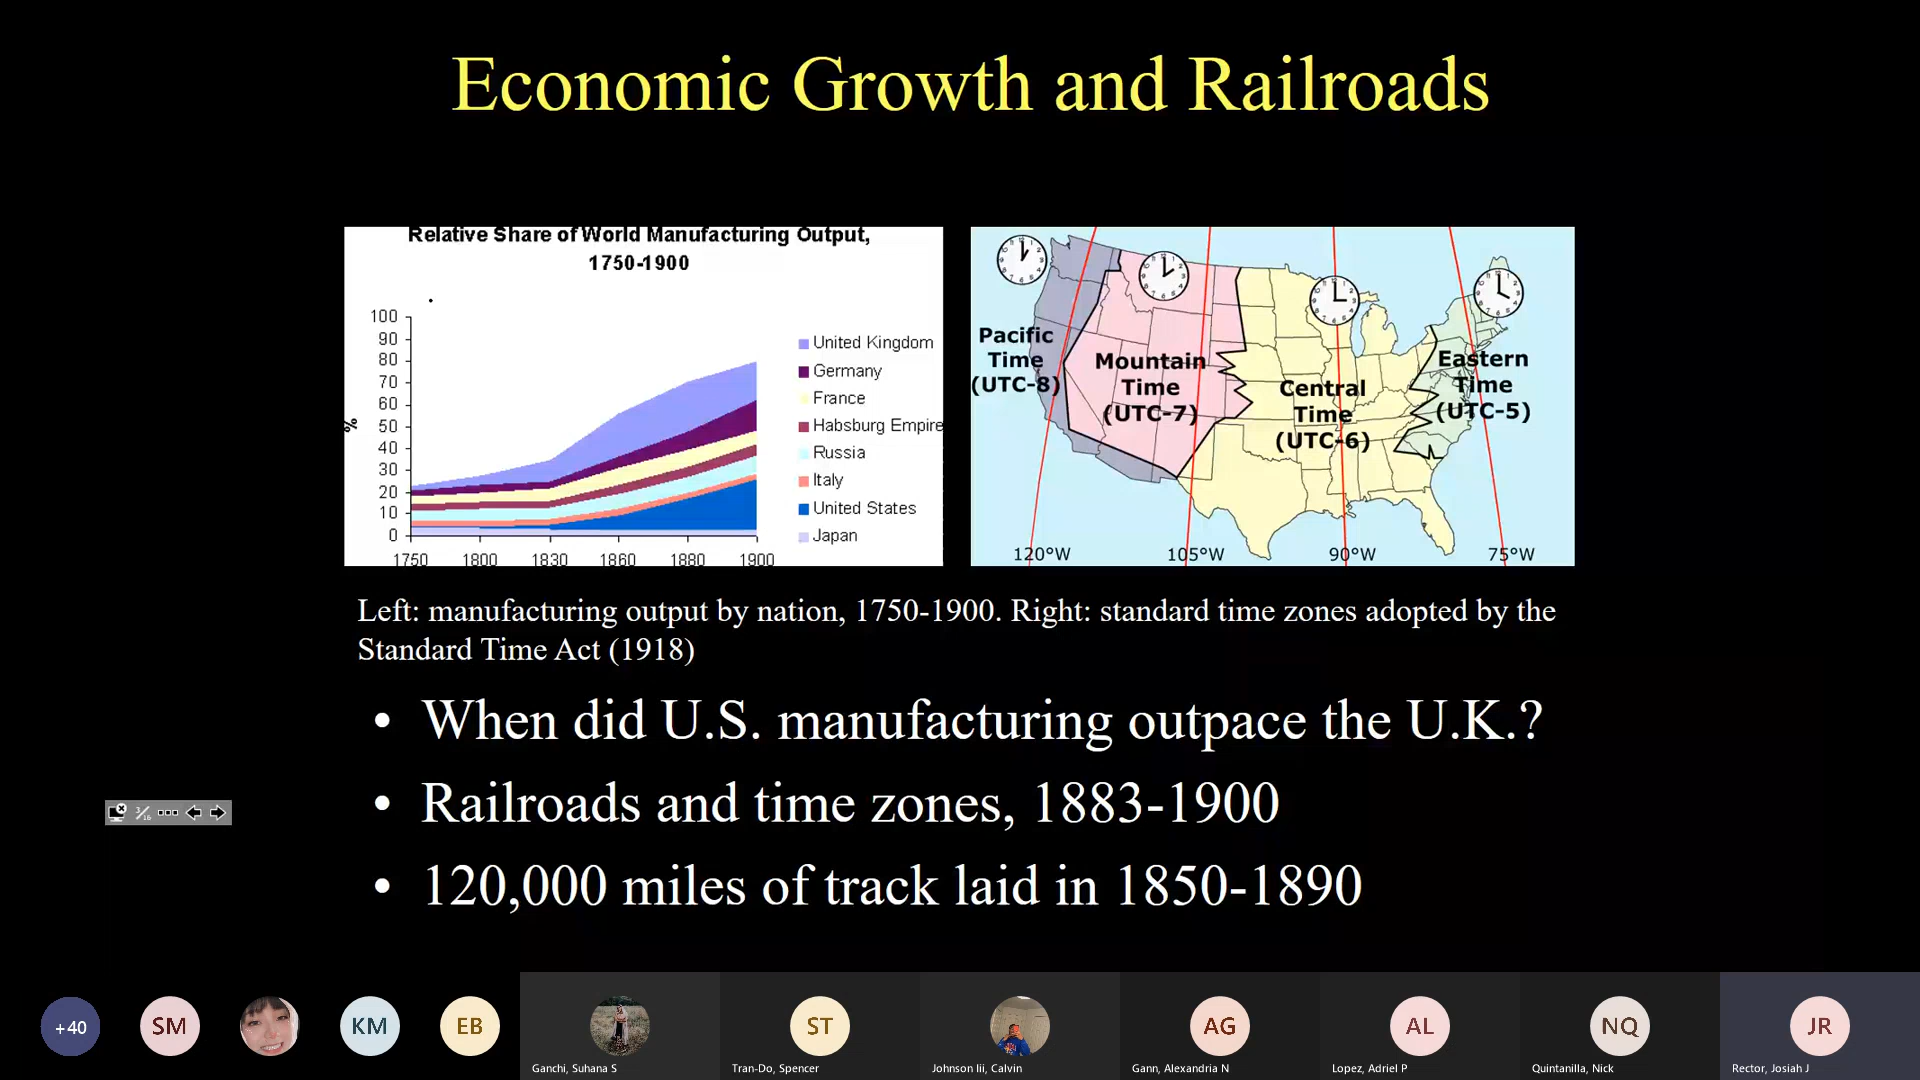 Economic Growth and Railroads
Relative Share of World Manufacturing Output,
1750-1900
100
90
80
70
60
50
40
30
20
10
0
%
1750 1800 1830 1860 1880 1900
United Kingdom
Germany
France
Habsburg Empire
Russia
Italy
United States
Japan
Pacific
Time
(UTC-8)
Mountain
Time
(UTC-7)
Central
Time
(UTC-6)
Eastern
Time
(UTC-5)
120°W 105°W 90°W 75°W
Left: manufacturing output by nation, 1750-1900. Right: standard time zones adopted by the
Standard Time Act (1918)
• When did U.S. manufacturing outpace the U.K.?
• Railroads and time zones, 1883-1900
• 120,000 miles of track laid in 1850-1890
+40
SM
KM
EB
ST
AG
AL
NQ
JR
Ganchi, Suhana S
Tran-Do, Spencer
Johnson Iii, Calvin
Gann, Alexandria N
Lopez, Adriel P
Quintanilla, Nick
Rector, Josiah J